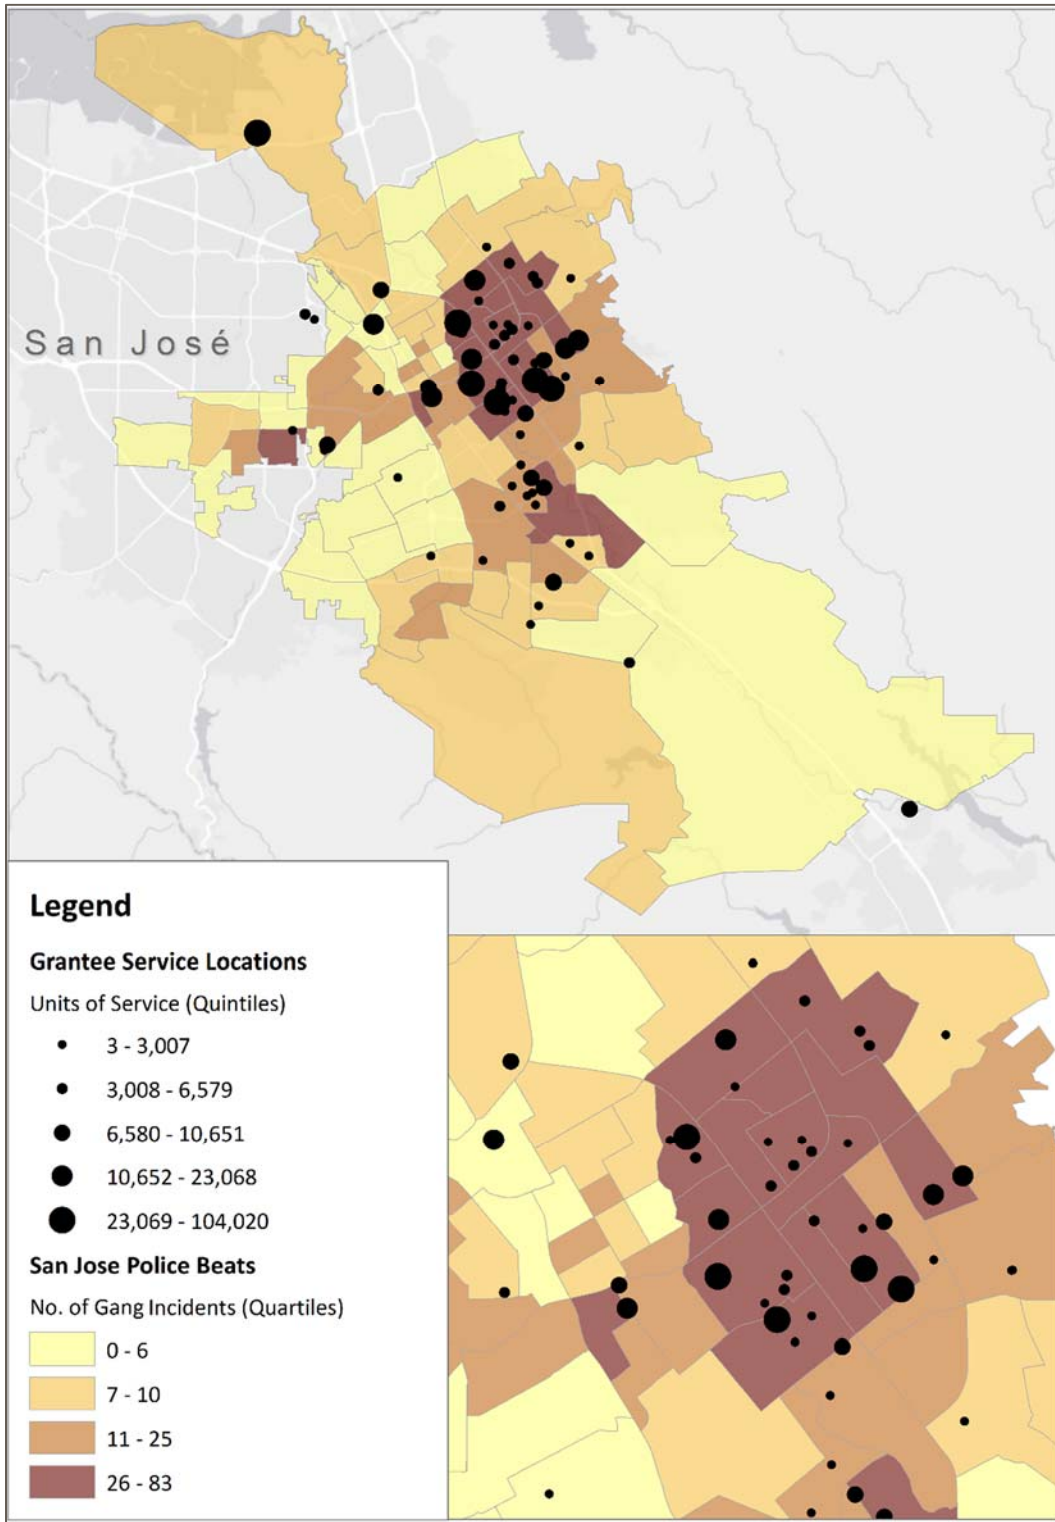 San José
Legend
Grantee Service Locations
Units of Service (Quintiles)
3 - 3,007
3,008 - 6,579
6,580 - 10,651
10,652 - 23,068
23,069 - 104,020
San Jose Police Beats
No. of Gang Incidents (Quartiles)
0 - 6
7 - 10
11 - 25
26 - 83